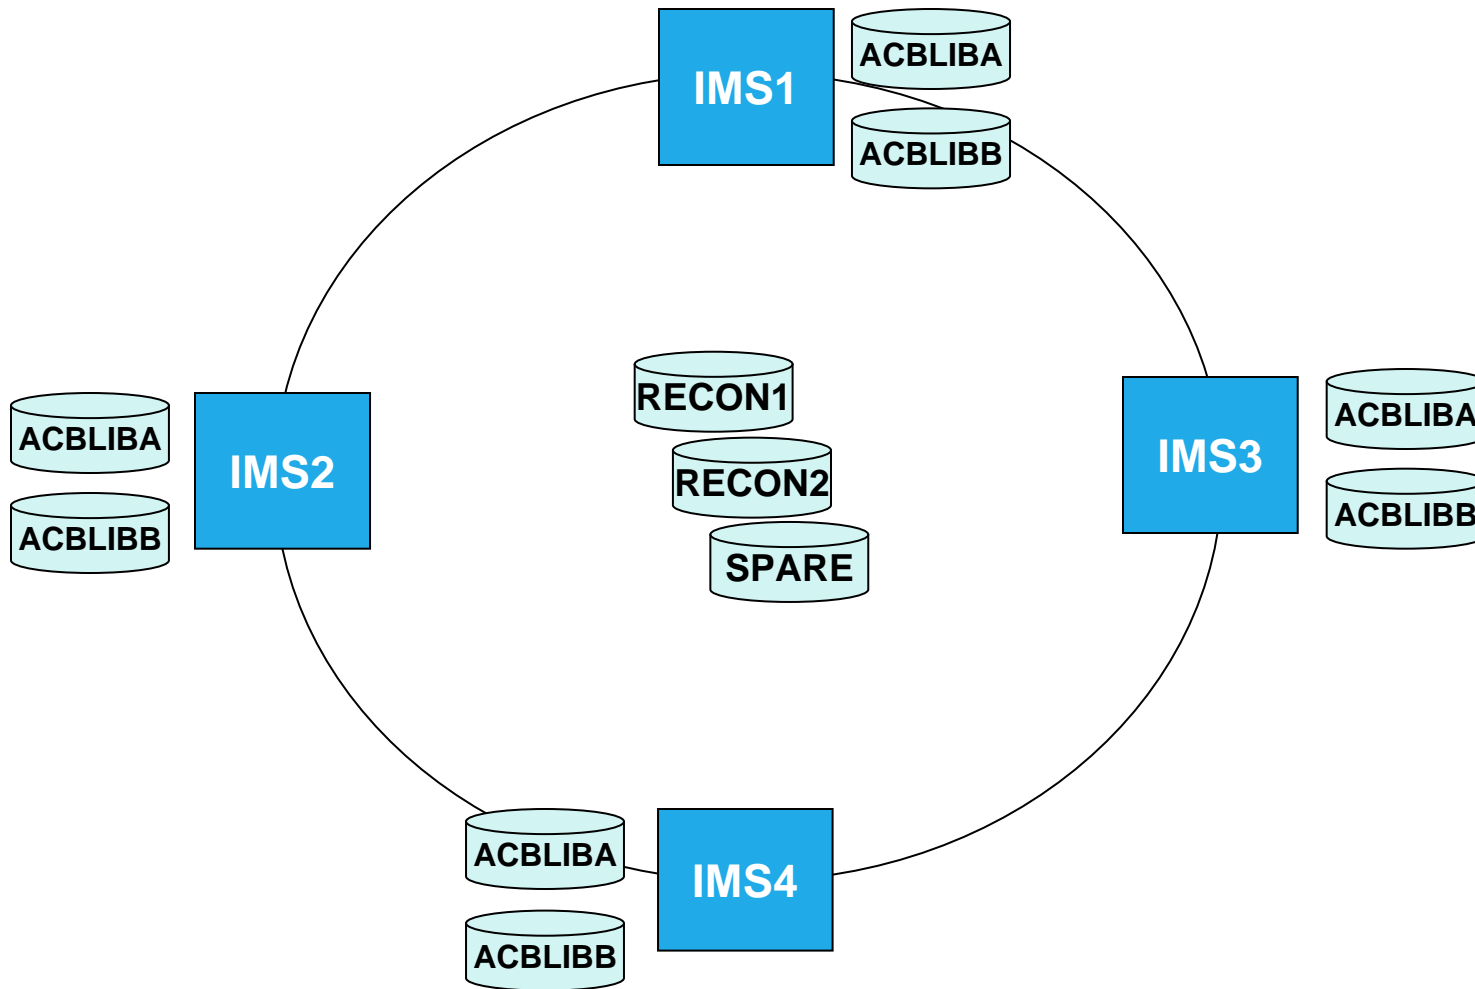 IMS1
ACBLIBA
ACBLIBB
RECON1
RECON2
SPARE
ACBLIBA
ACBLIBB
IMS2
IMS3
ACBLIBA
ACBLIBB
ACBLIBA
ACBLIBB
IMS4